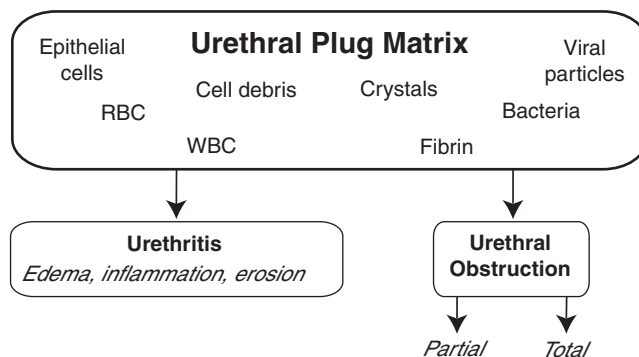 Urethral Plug Matrix
Epithelial
cells
Viral
particles
Cell debris
Crystals
RBC
Bacteria
WBC
Fibrin
Urethritis
Edema, inflammation, erosion
Urethral
Obstruction
Partial
Total